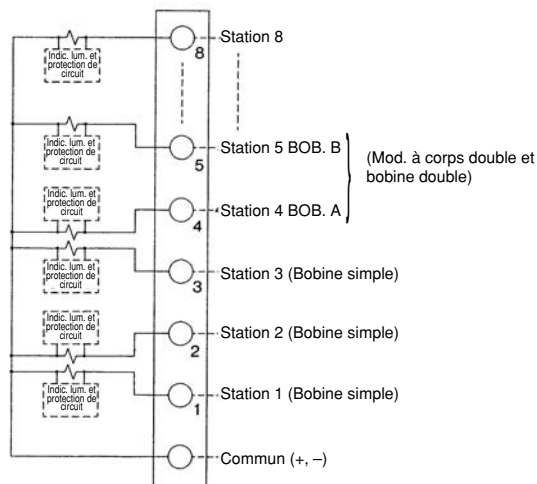 Indic. lum. et
protection de
circuit
8
Station 8
Indic. lum. et
protection de
circuit
5
Station 5 BOB. B
(Mod. à corps double et
bobine double)
Indic. lum. et
protection de
circuit
4
Station 4 BOB. A
Indic. lum. et
protection de
circuit
3
Station 3 (Bobine simple)
Indic. lum. et
protection de
circuit
2
Station 2 (Bobine simple)
Indic. lum. et
protection de
circuit
1
Station 1 (Bobine simple)
Commun (+, –)